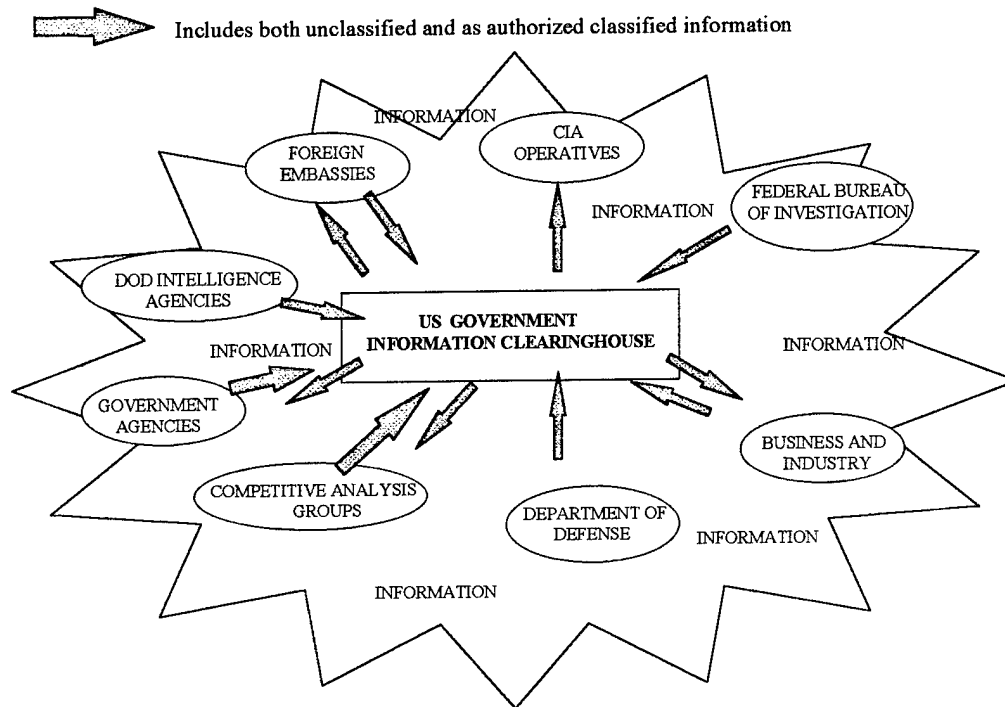 Includes both unclassified and as authorized classified information
INFORMATION
CIA
OPERATIVES
FOREIGN
EMBASSIES
FEDERAL BUREAU
OF INVESTIGATION
INFORMATION
DOD INTELLIGENCE
AGENCIES
US GOVERNMENT
INFORMATION CLEARINGHOUSE
INFORMATION
INFORMATION
GOVERNMENT
AGENCIES
BUSINESS AND
INDUSTRY
COMPETITIVE ANALYSIS
GROUPS
DEPARTMENT OF
DEFENSE
INFORMATION
INFORMATION